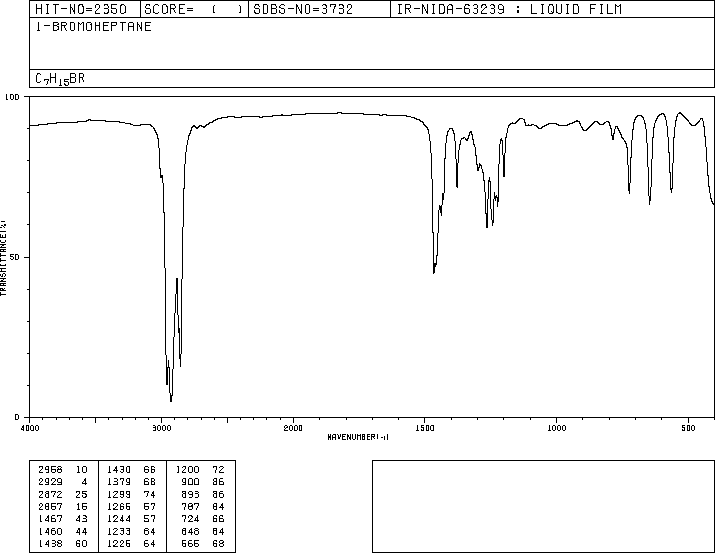 HIT-NO=2350 SCORE= ( ) SDBS-NO=3732 IR-NIDA-63239 : LIQUID FILM
1-BROMOHEPTANE
C7H15BR
100
50
0
TRANSMITTANCE(%)
4000 3000 2000 1500 1000 500
WAVENUMBER(-1)
2958 10 1430 66 1200 72
2929 4 1379 68 900 86
2872 25 1299 74 893 86
2857 15 1265 57 787 84
1467 43 1244 57 724 66
1460 44 1233 64 646 64
1438 60 1225 64 565 68